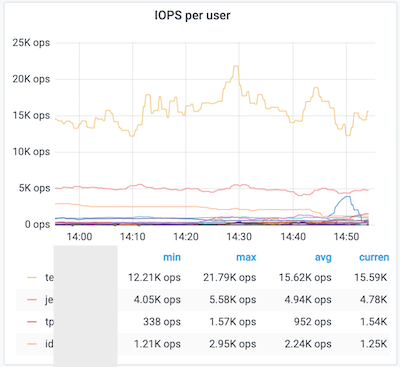 IOPS per user
25K ops
20K ops
15K ops
10K ops
5K ops
0 ops
14:00 14:10 14:20 14:30 14:40 14:50
min max avg curren
te 12.21K ops 21.79K ops 15.62K ops 15.59K
je 4.05K ops 5.58K ops 4.94K ops 4.78K
tp 338 ops 1.57K ops 952 ops 1.54K
id 1.21K ops 2.95K ops 2.24K ops 1.25K